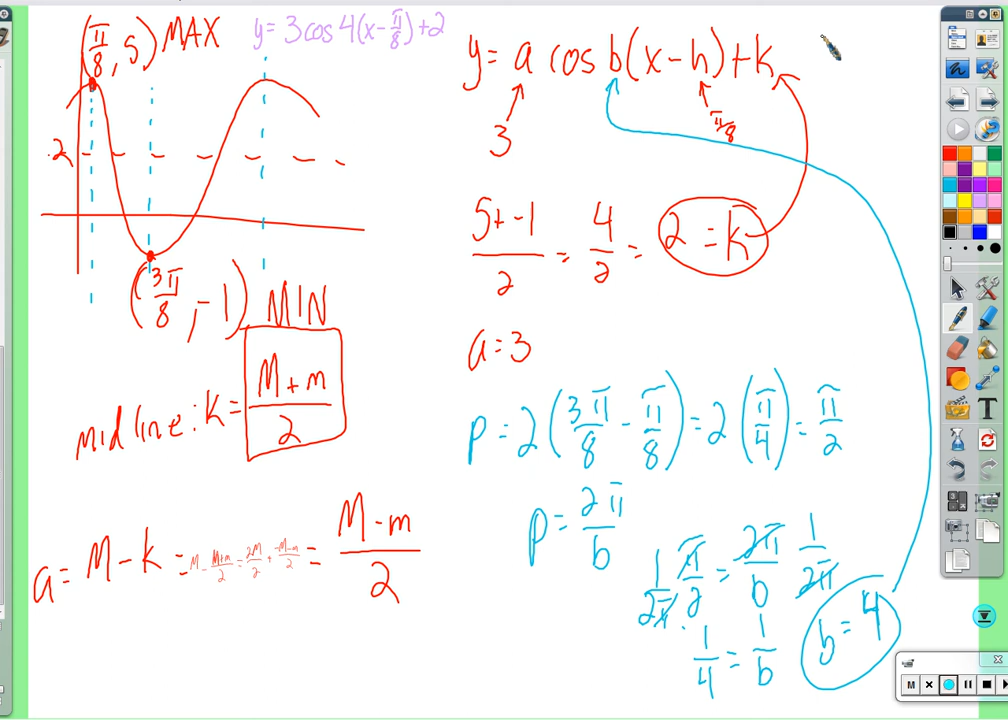 (π/8, 5) MAX
y = 3 cos 4(x - π/8) + 2
2
(3π/8, -1) MIN
midline: k = (M + m)/2
a = M - k = M - (M+m)/2 = 2M/2 + (-M-m)/2 = (M - m)/2
y = a cos b(x - h) + k
3
π/8
(5 + -1)/2 = 4/2 = 2 = k
a = 3
P = 2(3π/8 - π/8) = 2(π/4) = π/2
P = 2π/b
1/2π · π/2 = 2π/b · 1/2π
1/4 = 1/b
b = 4
T
M